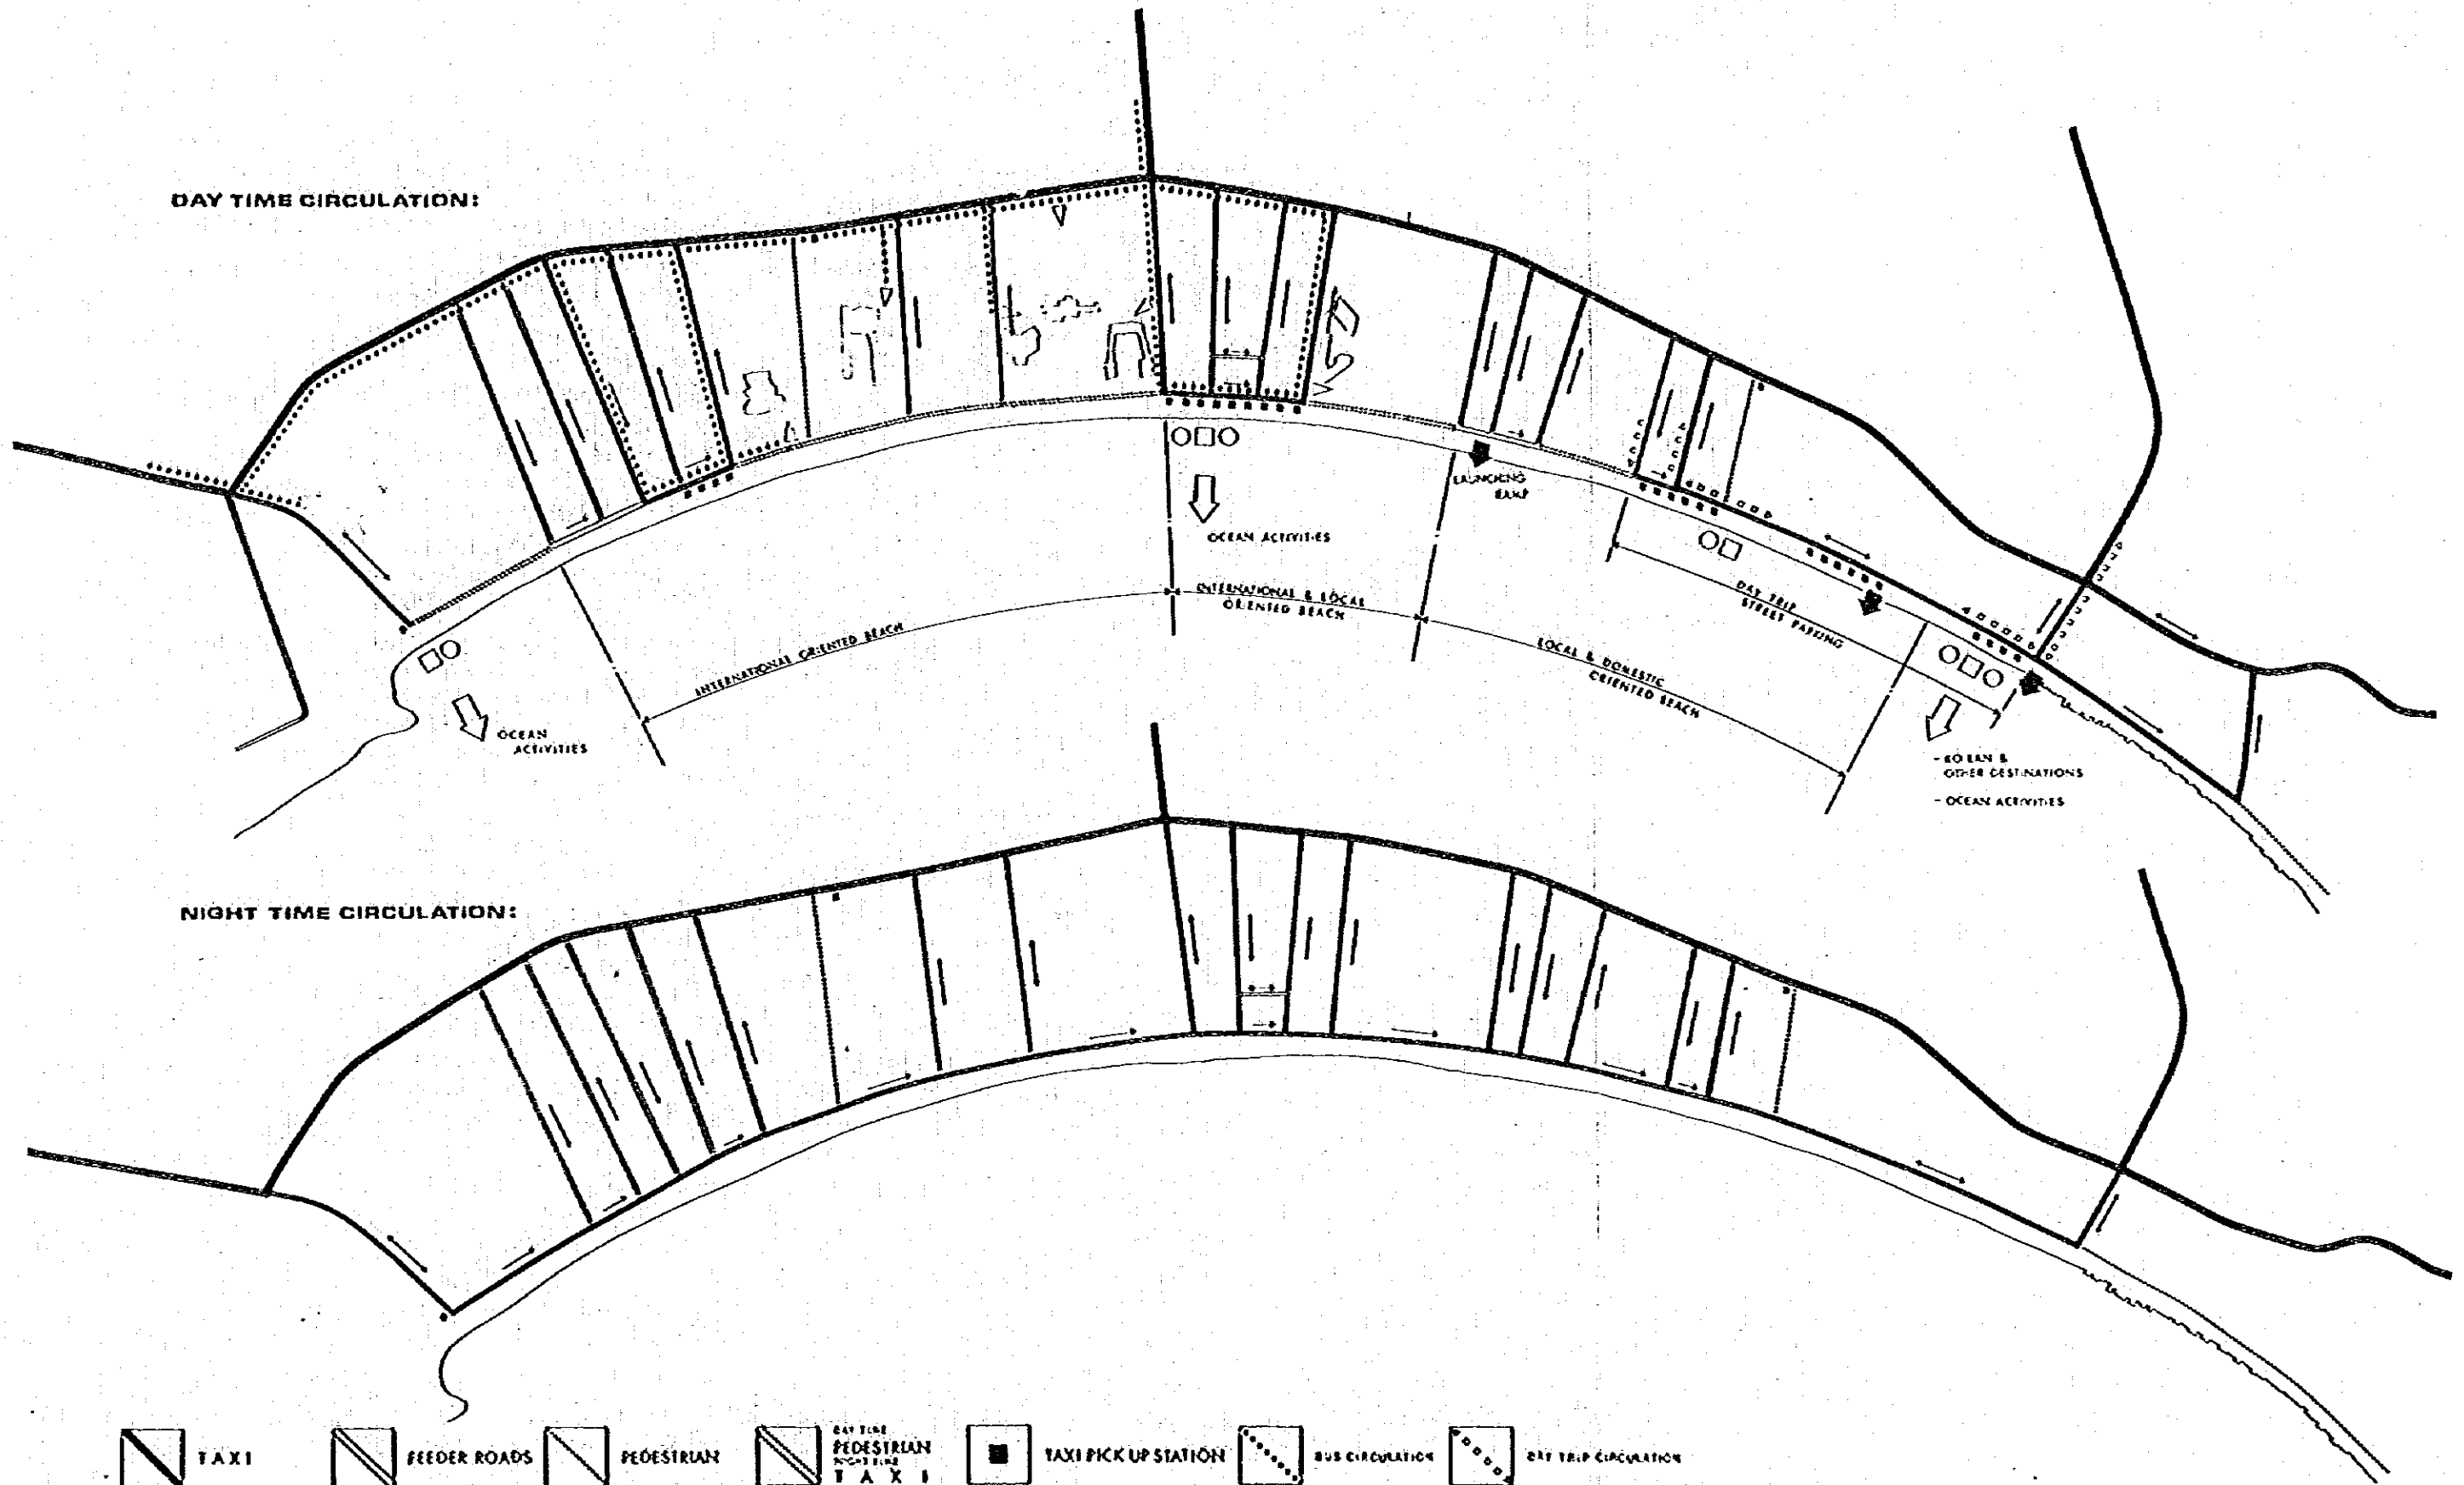 DAY TIME CIRCULATION:
OCEAN ACTIVITIES
LAUNCHING
RAMP
INTERNATIONAL & LOCAL
ORIENTED BEACH
DAY TRIP
STREET PARKING
INTERNATIONAL ORIENTED BEACH
LOCAL & DOMESTIC
ORIENTED BEACH
OCEAN
ACTIVITIES
- KO LAN &
OTHER DESTINATIONS
- OCEAN ACTIVITIES
NIGHT TIME CIRCULATION:
TAXI
FEEDER ROADS
PEDESTRIAN
DAY TIME
PEDESTRIAN
NIGHT TIME
TAXI
TAXI PICK UP STATION
BUS CIRCULATION
DAY TRIP CIRCULATION